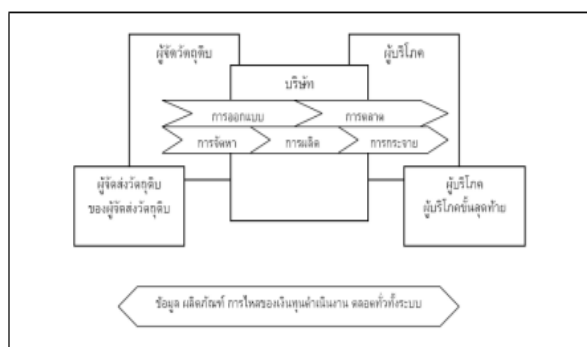 ผู้จัดวัตถุดิบ
ผู้บริโภค
บริษัท
การออกแบบ
การตลาด
การจัดหา
การผลิต
การกระจาย
ผู้จัดส่งวัตถุดิบ
ของผู้จัดส่งวัตถุดิบ
ผู้บริโภค
ผู้บริโภคขั้นสุดท้าย
ข้อมูล ผลิตภัณฑ์ การไหลของเงินทุนดำเนินงาน ตลอดทั่วทั้งระบบ